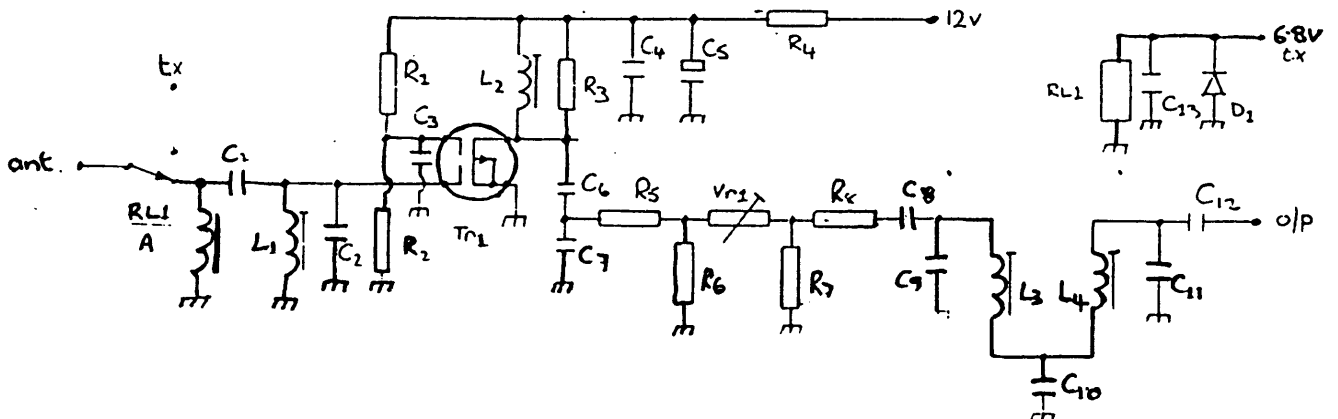 12v
R4
C4
C5
6·8v
tx
RL1
C13
D1
tx
R1
L2
R3
C3
ant.
C1
RL1
A
L1
C2
R2
Tr1
C6
C7
R5
Vr1
R8
C8
R6
R7
C9
L3
L4
C10
C11
C12
O/P